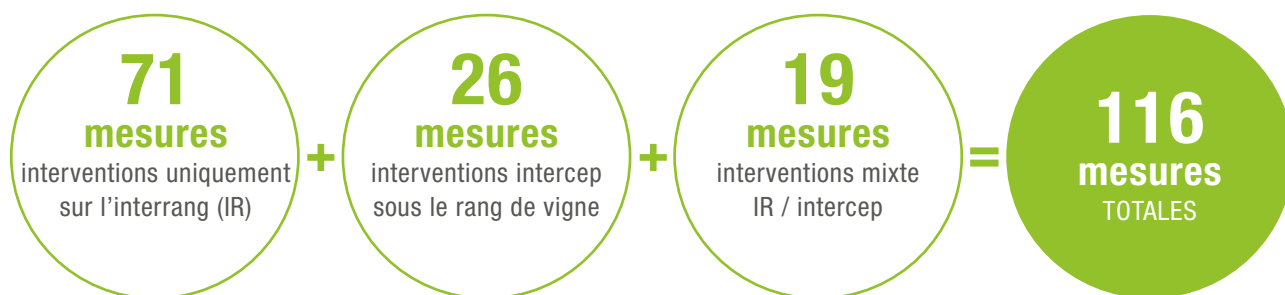 71
mesures
interventions uniquement
sur l'interrang (IR)
+
26
mesures
interventions intercep
sous le rang de vigne
+
19
mesures
interventions mixte
IR / intercep
=
116
mesures
TOTALES